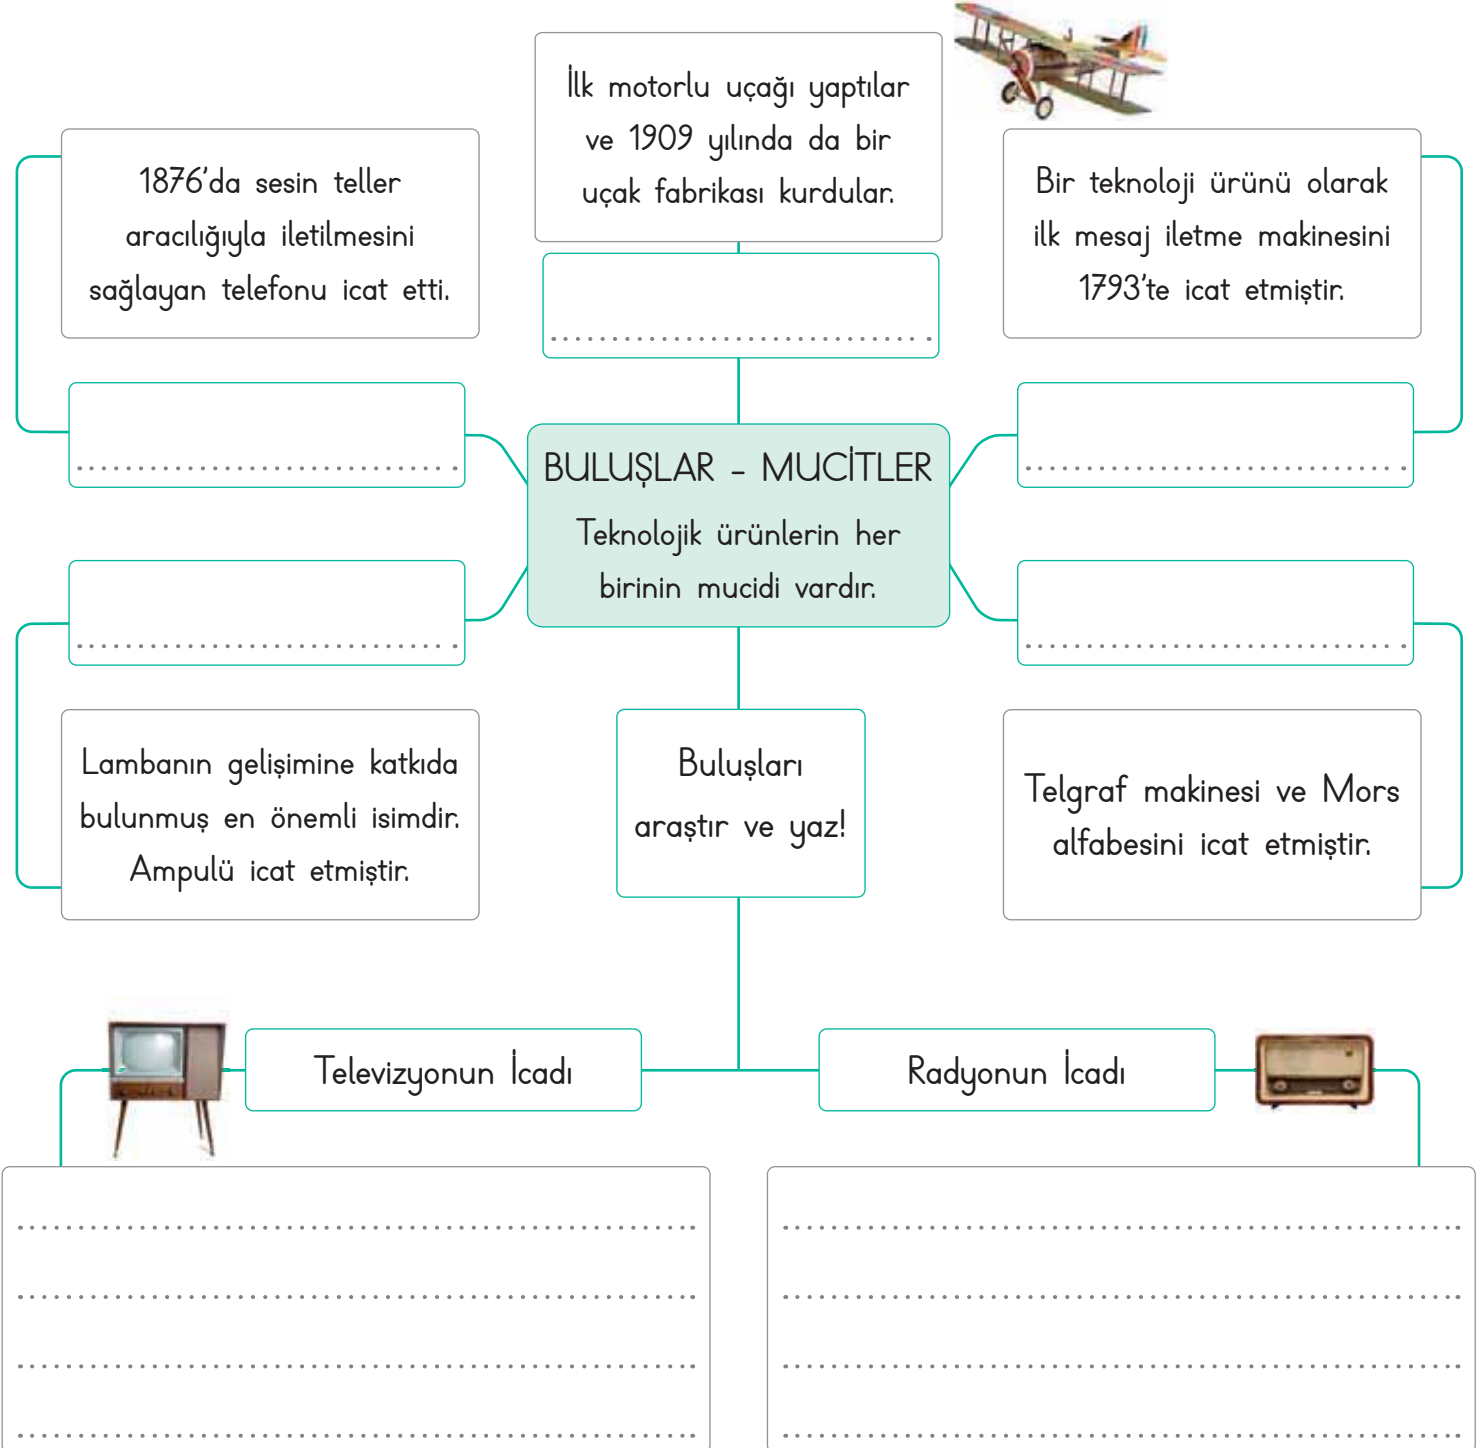 İlk motorlu uçağı yaptılar
ve 1909 yılında da bir
uçak fabrikası kurdular.
1876'da sesin teller
aracılığıyla iletilmesini
sağlayan telefonu icat etti.
Bir teknoloji ürünü olarak
ilk mesaj iletme makinesini
1793'te icat etmiştir.
BULUŞLAR - MUCİTLER
Teknolojik ürünlerin her
birinin mucidi vardır.
Lambanın gelişimine katkıda
bulunmuş en önemli isimdir.
Ampulü icat etmiştir.
Buluşları
araştır ve yaz!
Telgraf makinesi ve Mors
alfabesini icat etmiştir.
Televizyonun İcadı
Radyonun İcadı